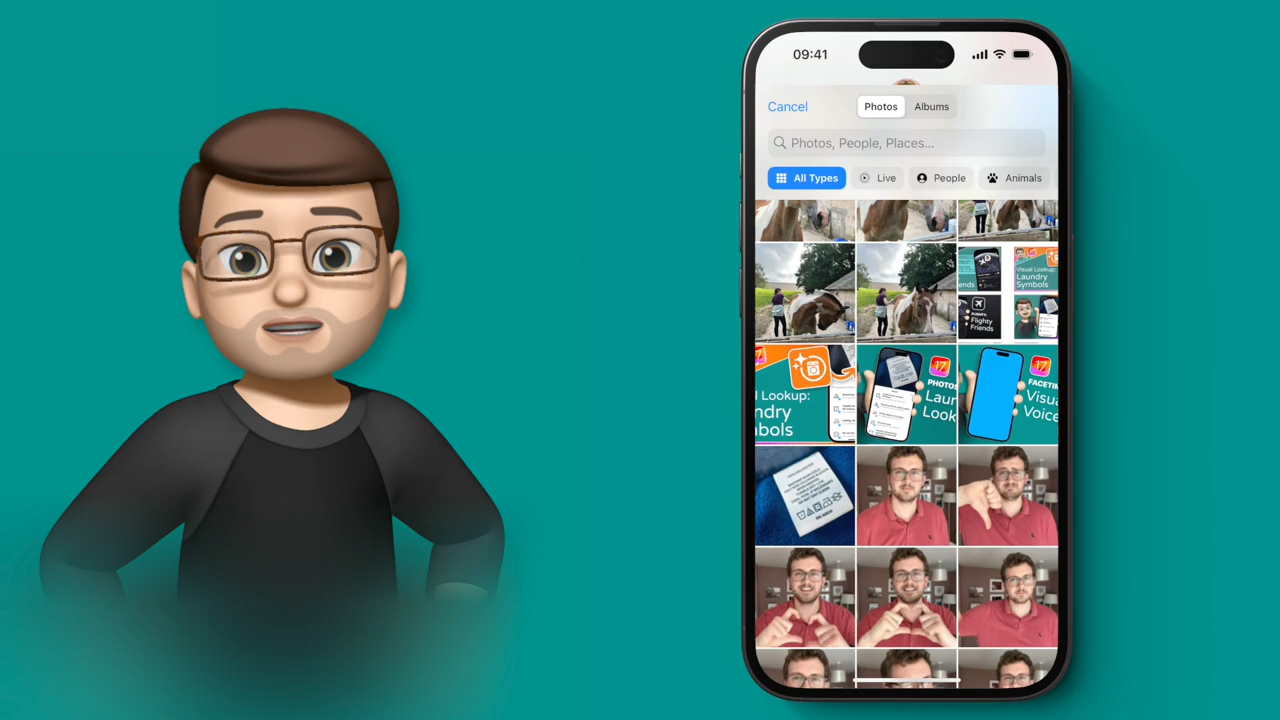 09:41
Cancel
Photos
Albums
Photos, People, Places...
All Types
Live
People
Animals
Visual Lookup:
Laundry
Symbols
Flighty
Friends
17
17
PHOTOS
FACETIM
l Lookup:
ndry
bols
Laun
Look
Visua
Voice